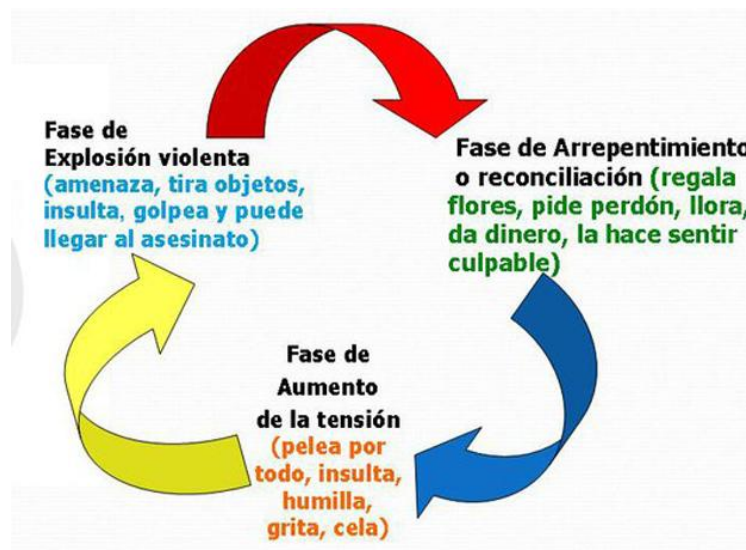 Fase de
Explosión violenta
(amenaza, tira objetos,
insulta, golpea y puede
llegar al asesinato)
Fase de Arrepentimiento
o reconciliación (regala
flores, pide perdón, llora,
da dinero, la hace sentir
culpable)
Fase de
Aumento
de la tensión
(pelea por
todo, insulta,
humilla,
grita, cela)